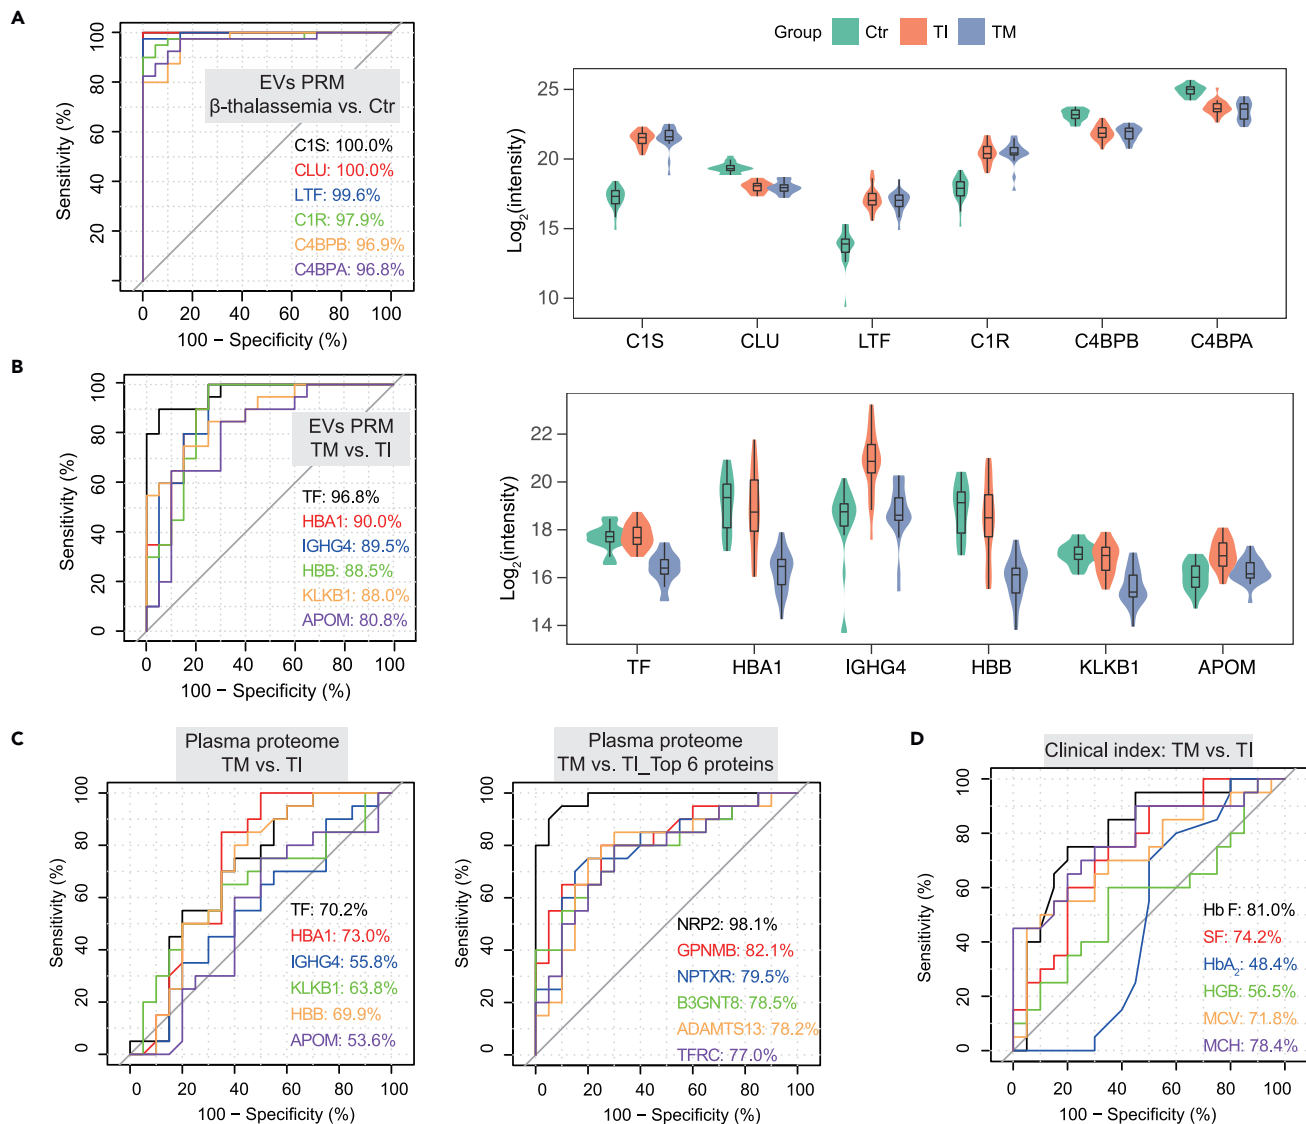 A
100
80
60
40
20
Sensitivity (%)
EVs PRM
β-thalassemia vs. Ctr
C1S: 100.0%
CLU: 100.0%
LTF: 99.6%
C1R: 97.9%
C4BPB: 96.9%
C4BPA: 96.8%
0 20 40 60 80 100
100 − Specificity (%)
Group Ctr TI TM
25
20
15
10
Log2(intensity)
C1S CLU LTF C1R C4BPB C4BPA
B
100
80
60
40
20
0
Sensitivity (%)
EVs PRM
TM vs. TI
TF: 96.8%
HBA1: 90.0%
IGHG4: 89.5%
HBB: 88.5%
KLKB1: 88.0%
APOM: 80.8%
0 20 40 60 80 100
100 − Specificity (%)
22
20
18
16
14
Log2(intensity)
TF HBA1 IGHG4 HBB KLKB1 APOM
C
Plasma proteome
TM vs. TI
100
80
60
40
20
0
Sensitivity (%)
TF: 70.2%
HBA1: 73.0%
IGHG4: 55.8%
KLKB1: 63.8%
HBB: 69.9%
APOM: 53.6%
0 20 40 60 80 100
100 − Specificity (%)
Plasma proteome
TM vs. TI_Top 6 proteins
100
80
60
40
20
0
Sensitivity (%)
NRP2: 98.1%
GPNMB: 82.1%
NPTXR: 79.5%
B3GNT8: 78.5%
ADAMTS13: 78.2%
TFRC: 77.0%
0 20 40 60 80 100
100 − Specificity (%)
D
Clinical index: TM vs. TI
100
80
60
40
20
0
Sensitivity (%)
Hb F: 81.0%
SF: 74.2%
HbA2: 48.4%
HGB: 56.5%
MCV: 71.8%
MCH: 78.4%
0 20 40 60 80 100
100 − Specificity (%)